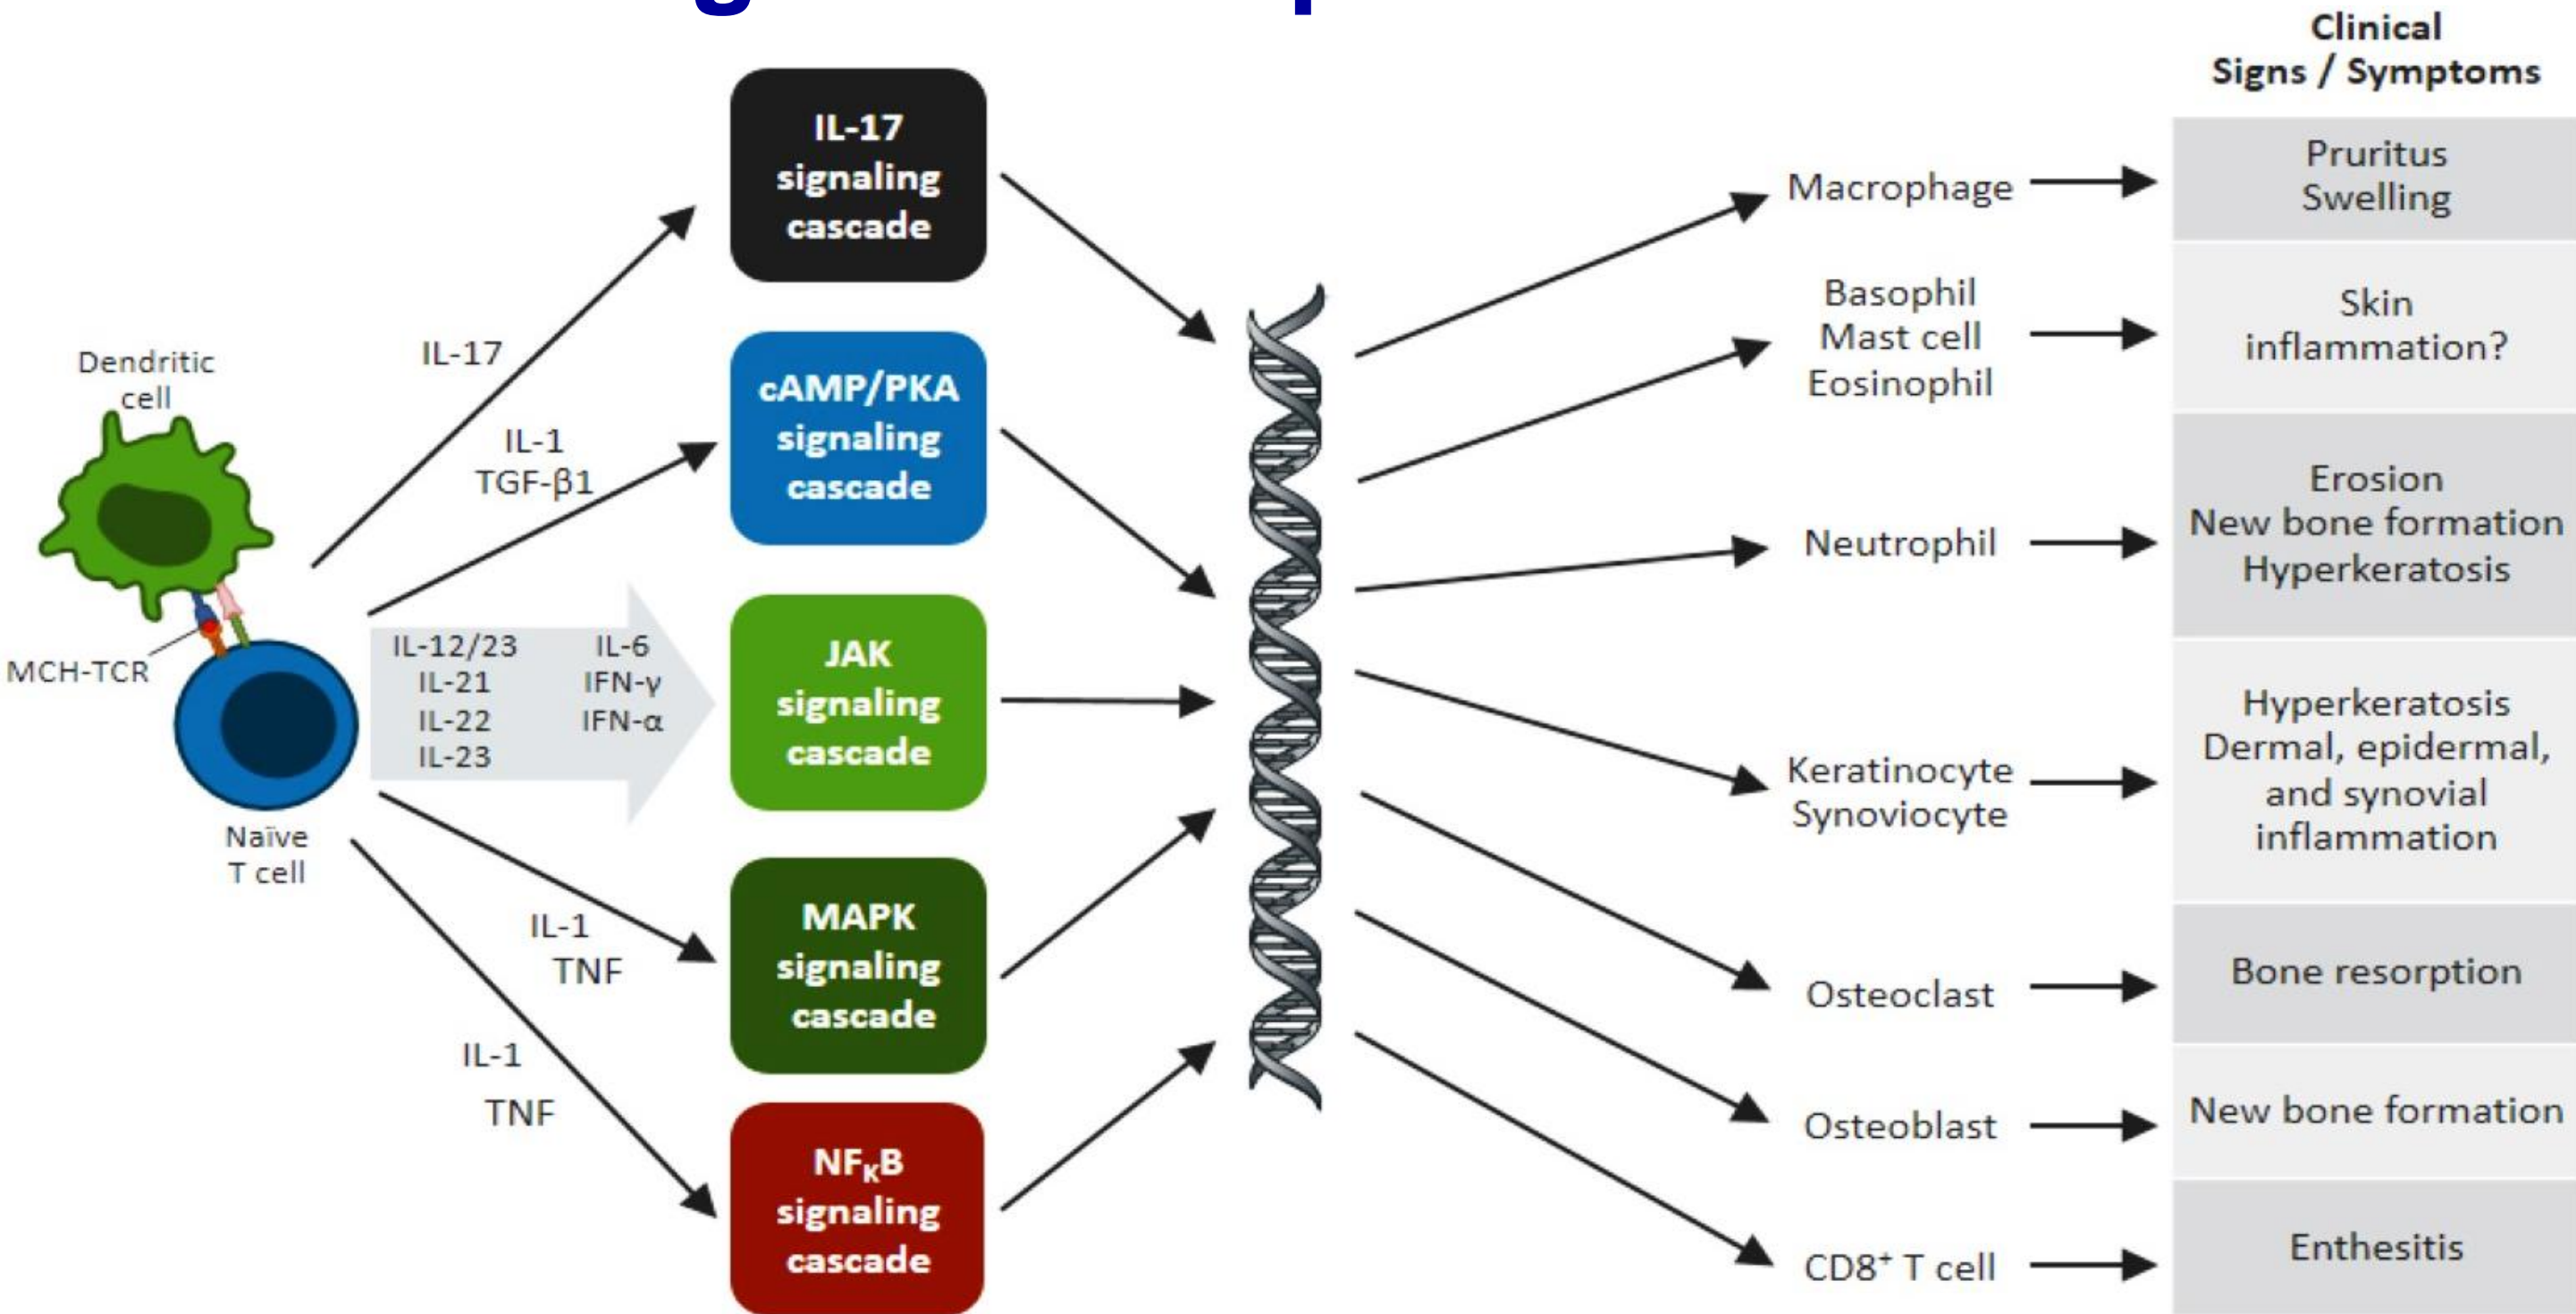 Clinical
Signs / Symptoms
IL-17
signaling
cascade
cAMP/PKA
signaling
cascade
JAK
signaling
cascade
MAPK
signaling
cascade
NFκB
signaling
cascade
Dendritic
cell
MCH-TCR
Naïve
T cell
IL-17
IL-1
TGF-β1
IL-12/23
IL-21
IL-22
IL-23
IL-6
IFN-γ
IFN-α
IL-1
TNF
IL-1
TNF
Macrophage
Pruritus
Swelling
Basophil
Mast cell
Eosinophil
Skin
inflammation?
Neutrophil
Erosion
New bone formation
Hyperkeratosis
Keratinocyte
Synoviocyte
Hyperkeratosis
Dermal, epidermal,
and synovial
inflammation
Osteoclast
Bone resorption
Osteoblast
New bone formation
CD8⁺ T cell
Enthesitis